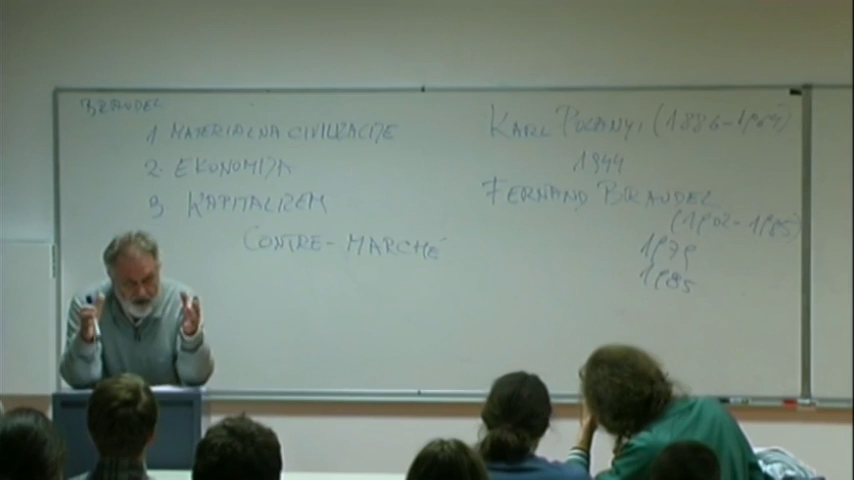 BRAUDEL
1 MATERIALNA CIVILIZACIJE
2. EKONOMIJA
3 KAPITALIZEM
CONTRE-MARCHÉ
KARL POLANYI (1886-1964)
1944
FERNAND BRAUDEL
(1902-1985)
1979
1985